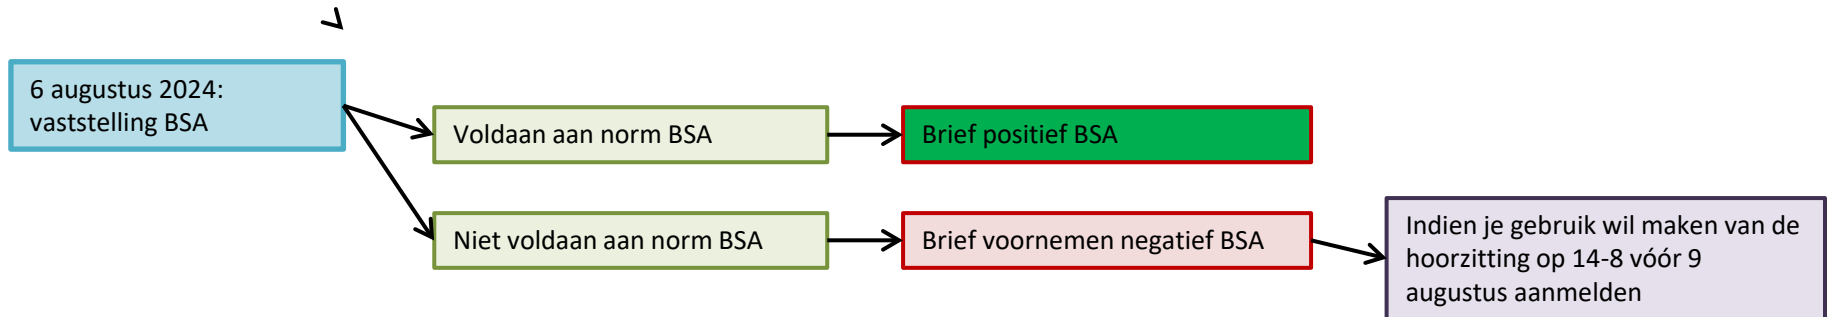 6 augustus 2024:
vaststelling BSA
Voldaan aan norm BSA
Brief positief BSA
Niet voldaan aan norm BSA
Brief voornemen negatief BSA
Indien je gebruik wil maken van de
hoorzitting op 14-8 vóór 9
augustus aanmelden